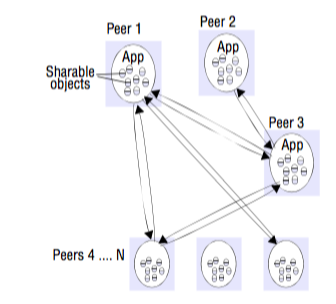 Peer 1
Peer 2
App
App
Sharable
objects
Peer 3
App
Peers 4 .... N